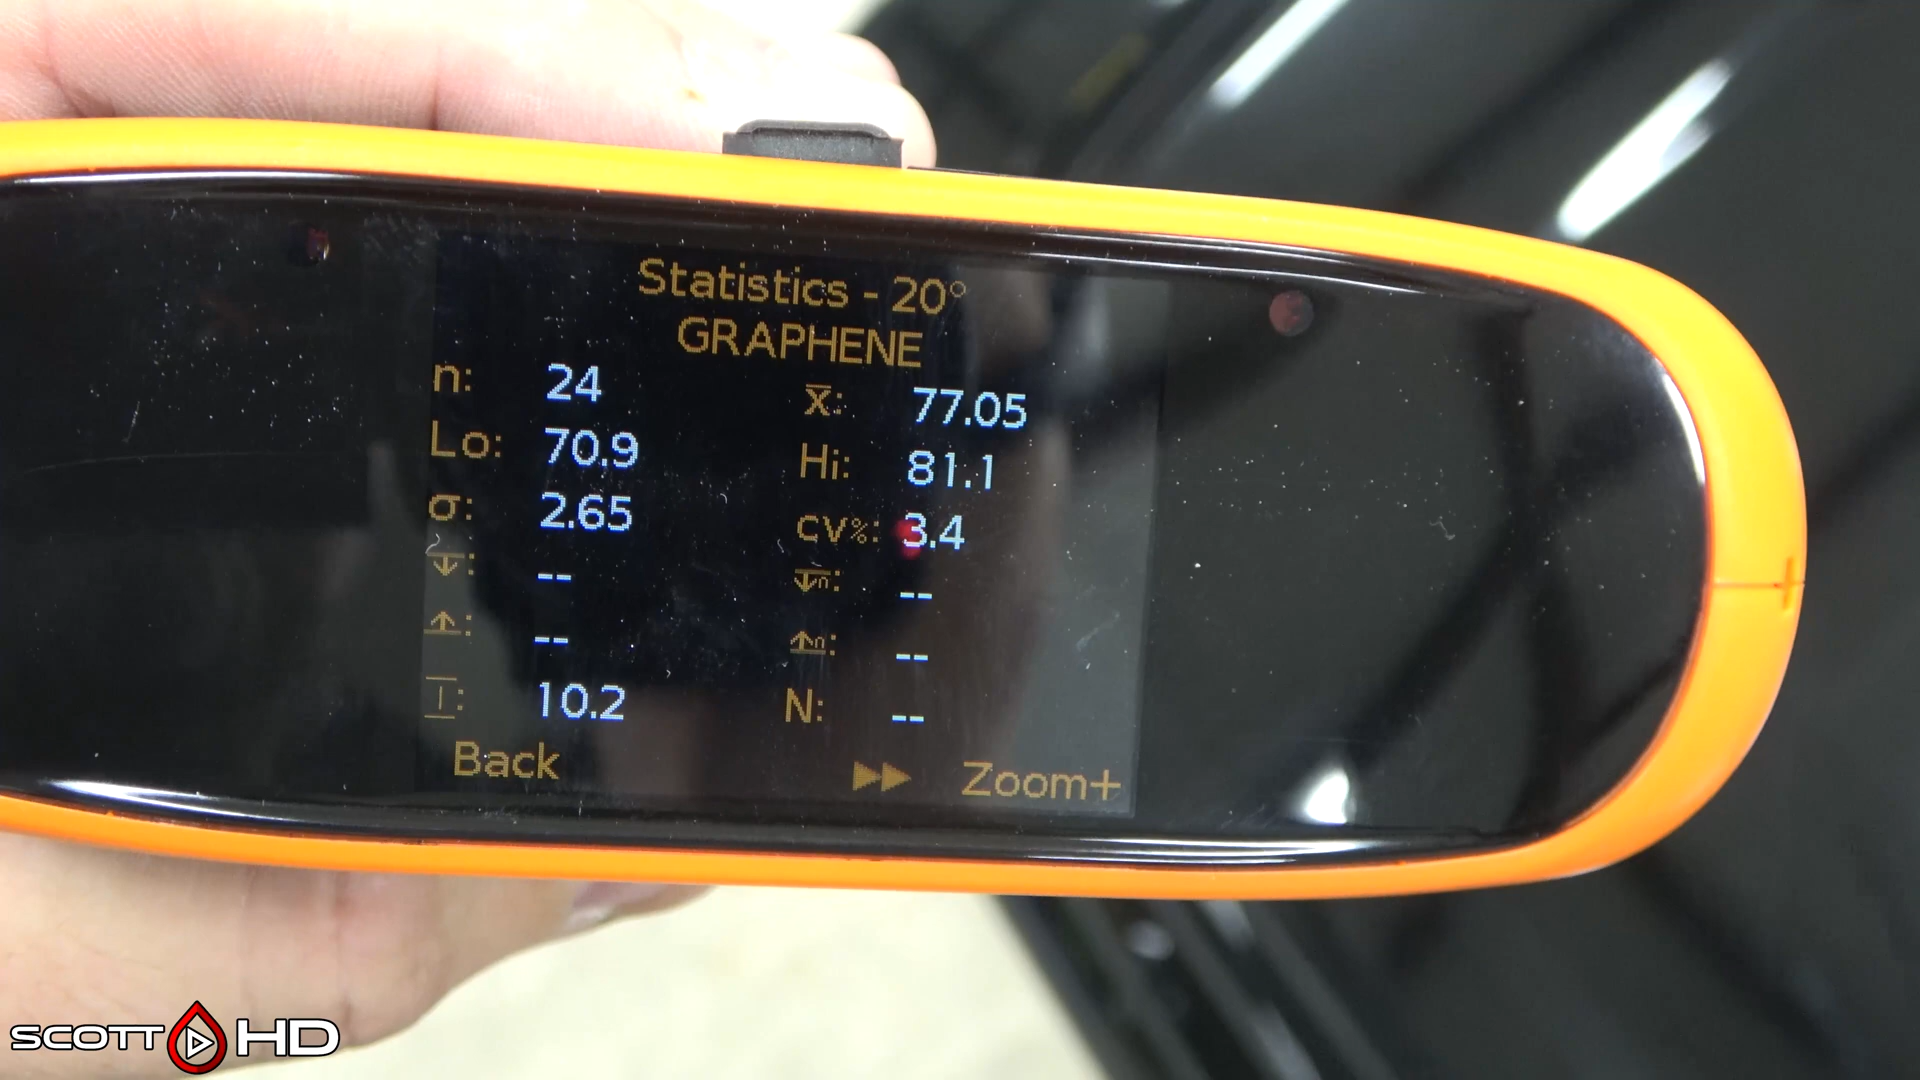 Statistics - 20°
GRAPHENE
n: 24 x̅: 77.05
Lo: 70.9 Hi: 81.1
σ: 2.65 CV%: 3.4
↓: -- ↓n: --
↑: -- ↑n: --
I: 10.2 N: --
Back ▶▶ Zoom+
SCOTT HD